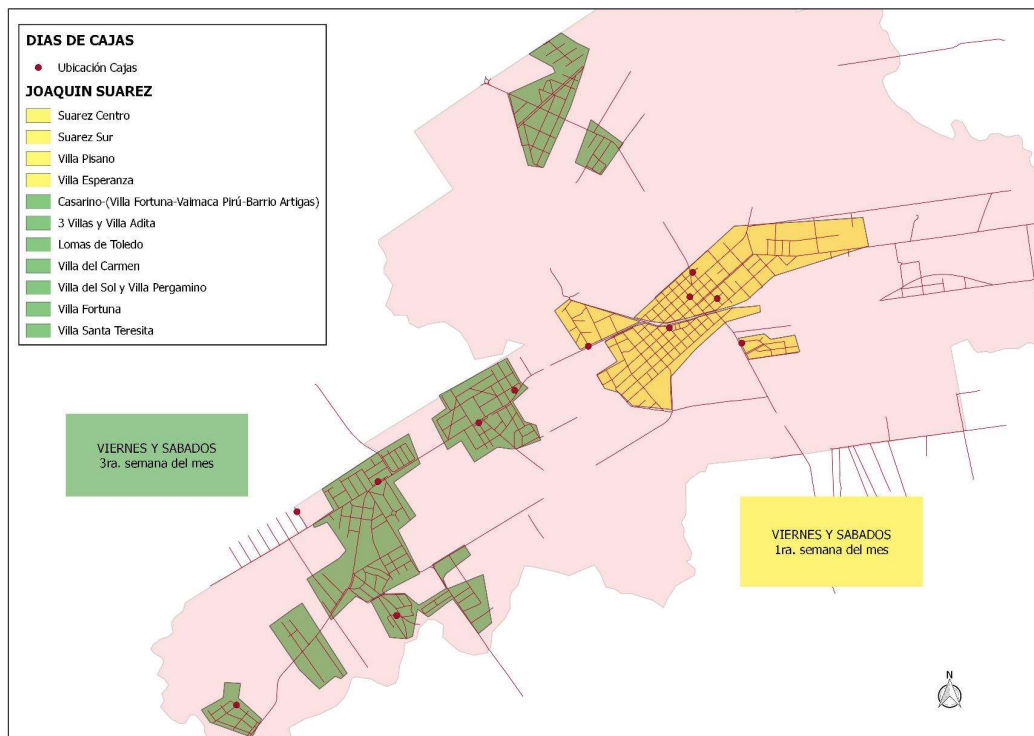 DIAS DE CAJAS
Ubicación Cajas
JOAQUIN SUAREZ
Suarez Centro
Suarez Sur
Villa Pisano
Villa Esperanza
Casarino-(Villa Fortuna-Vaimaca Pirú-Barrio Artigas)
3 Villas y Villa Adita
Lomas de Toledo
Villa del Carmen
Villa del Sol y Villa Pergamino
Villa Fortuna
Villa Santa Teresita
VIERNES Y SABADOS
3ra. semana del mes
VIERNES Y SABADOS
1ra. semana del mes
N